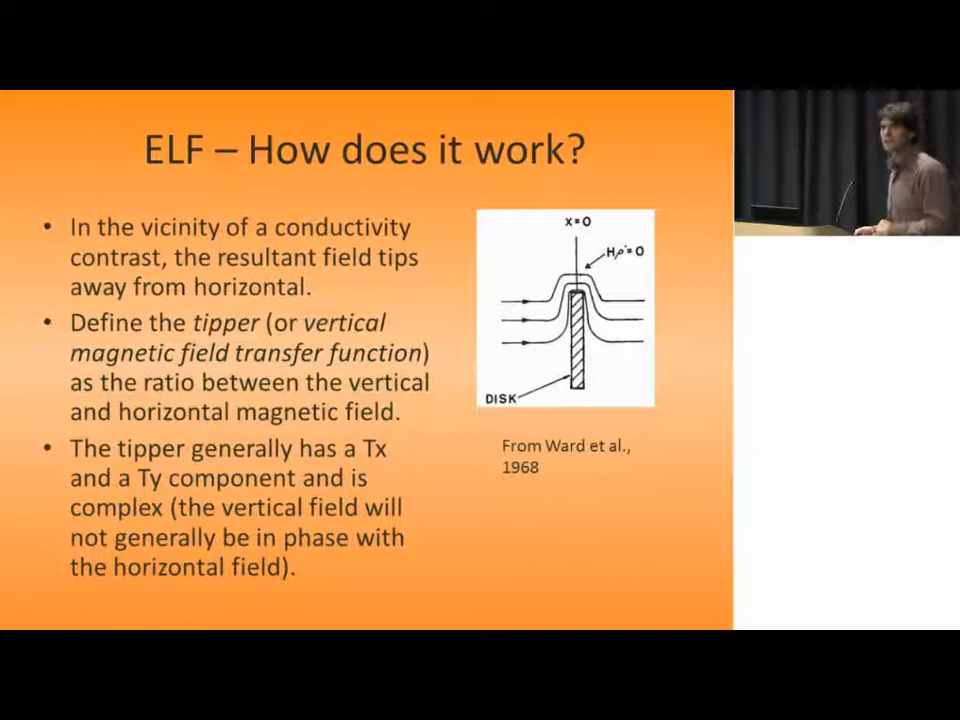 ELF – How does it work?
• In the vicinity of a conductivity
contrast, the resultant field tips
away from horizontal.
• Define the tipper (or vertical
magnetic field transfer function)
as the ratio between the vertical
and horizontal magnetic field.
• The tipper generally has a Tx
and a Ty component and is
complex (the vertical field will
not generally be in phase with
the horizontal field).
X=O
DISK
From Ward et al.,
1968